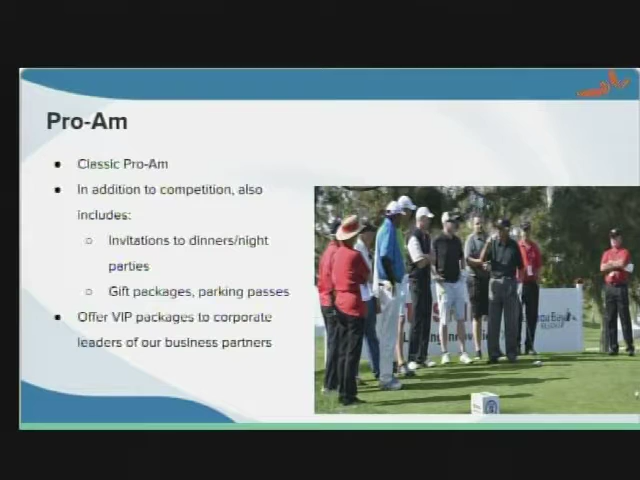 Pro-Am
● Classic Pro-Am
● In addition to competition, also
includes:
○ Invitations to dinners/night
parties
○ Gift packages, parking passes
● Offer VIP packages to corporate
leaders of our business partners